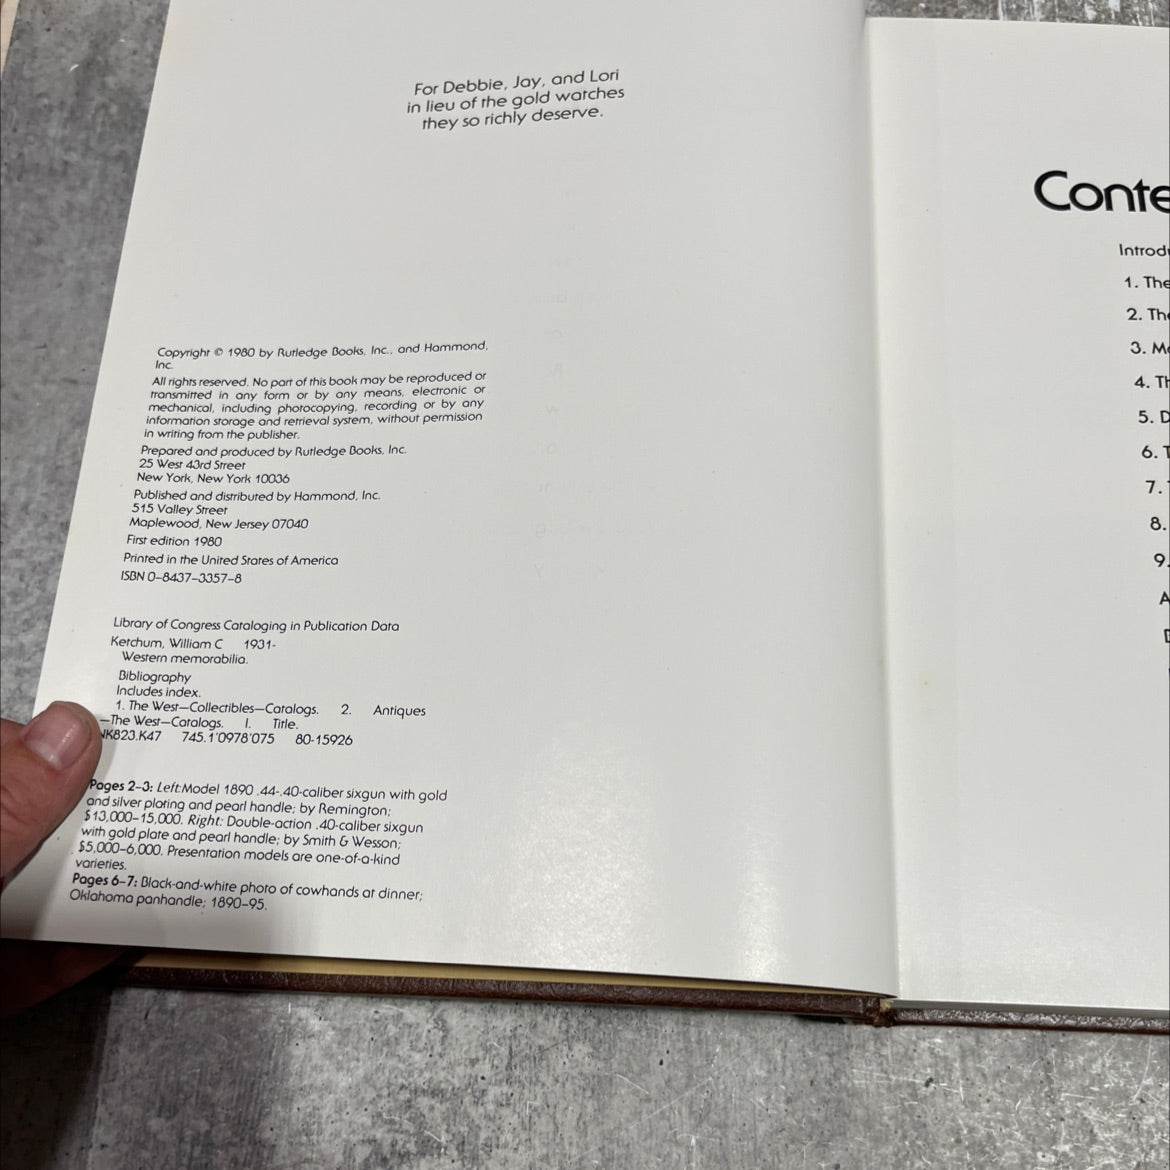 For Debbie, Jay, and Lori
in lieu of the gold watches
they so richly deserve.
Copyright © 1980 by Rutledge Books, Inc., and Hammond,
Inc.
All rights reserved. No part of this book may be reproduced or
transmitted in any form or by any means, electronic or
mechanical, including photocopying, recording or by any
information storage and retrieval system, without permission
in writing from the publisher.
Prepared and produced by Rutledge Books, Inc.
25 West 43rd Street
New York, New York 10036
Published and distributed by Hammond, Inc.
515 Valley Street
Maplewood, New Jersey 07040
First edition 1980
Printed in the United States of America
ISBN 0-8437-3357-8
Library of Congress Cataloging in Publication Data
Ketchum, William C 1931-
Western memorabilia.
Bibliography
Includes index.
1. The West—Collectibles—Catalogs. 2. Antiques
—The West—Catalogs. I. Title.
NK823.K47 745.1'0978'075 80-15926
Pages 2–3: Left:Model 1890 .44-.40-caliber sixgun with gold
and silver plating and pearl handle; by Remington;
$13,000–15,000. Right: Double-action .40-caliber sixgun
with gold plate and pearl handle; by Smith & Wesson;
$5,000–6,000. Presentation models are one-of-a-kind
varieties.
Pages 6–7: Black-and-white photo of cowhands at dinner;
Oklahoma panhandle; 1890–95.
Conte
Introdu
1. The
2. The
3. Mo
4. Th
5. D
6. T
7.
8.
9.
A